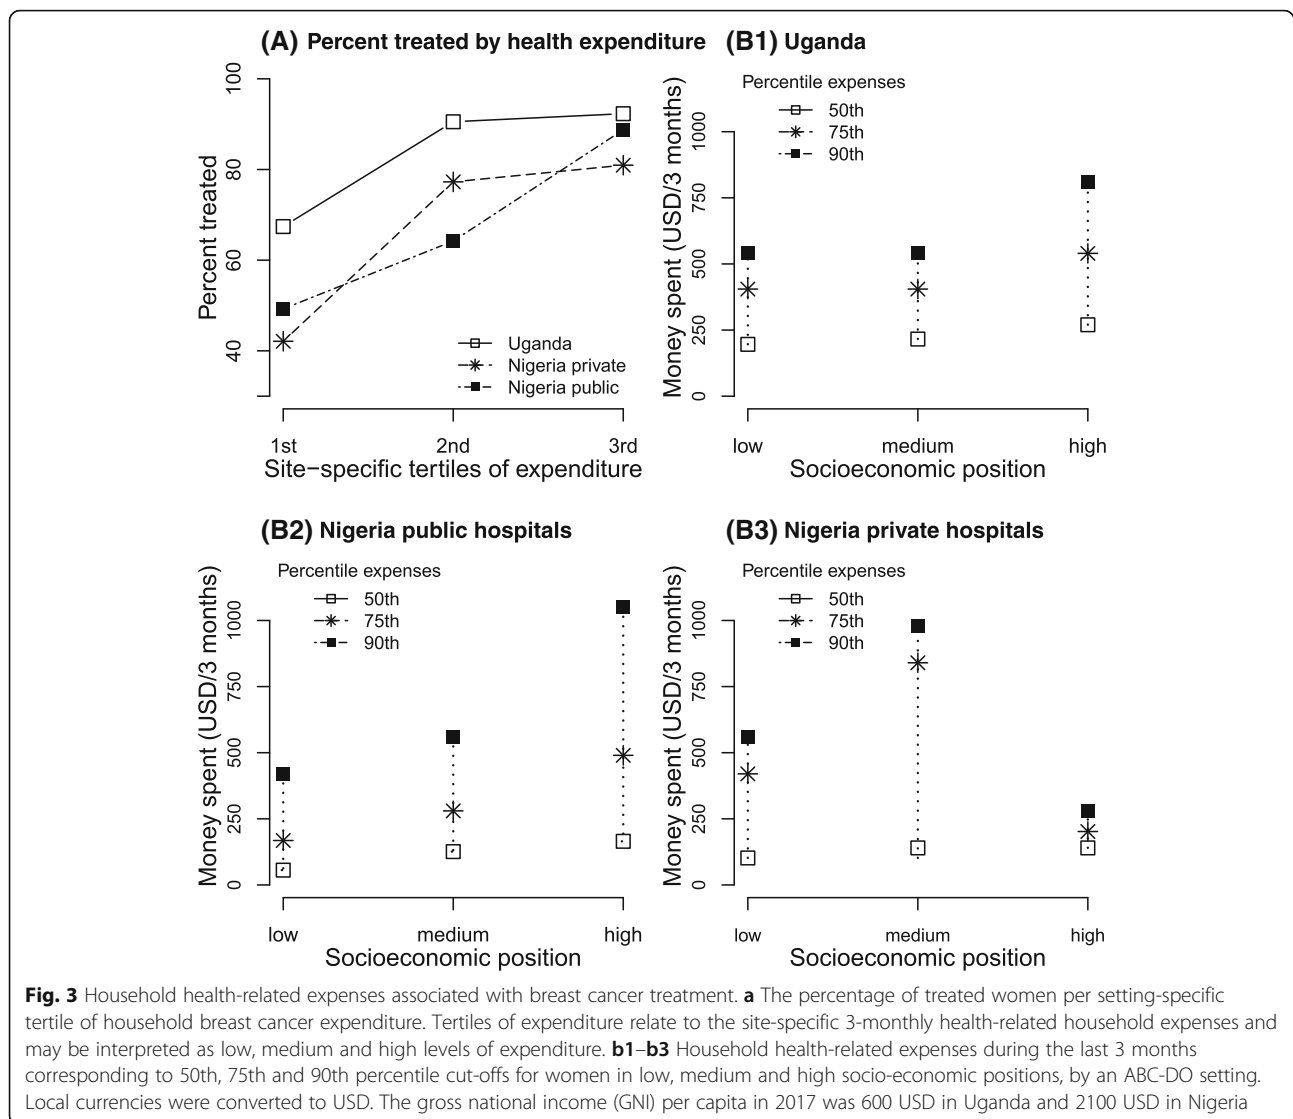 (A) Percent treated by health expenditure
Percent treated
100
80
60
40
Uganda
Nigeria private
Nigeria public
1st 2nd 3rd
Site−specific tertiles of expenditure
(B1) Uganda
Percentile expenses
50th
75th
90th
Money spent (USD/3 months)
1000
750
500
250
0
low medium high
Socioeconomic position
(B2) Nigeria public hospitals
Percentile expenses
50th
75th
90th
Money spent (USD/3 months)
1000
750
500
250
0
low medium high
Socioeconomic position
(B3) Nigeria private hospitals
Percentile expenses
50th
75th
90th
Money spent (USD/3 months)
1000
750
500
250
0
low medium high
Socioeconomic position
Fig. 3 Household health-related expenses associated with breast cancer treatment. a The percentage of treated women per setting-specific
tertile of household breast cancer expenditure. Tertiles of expenditure relate to the site-specific 3-monthly health-related household expenses and
may be interpreted as low, medium and high levels of expenditure. b1–b3 Household health-related expenses during the last 3 months
corresponding to 50th, 75th and 90th percentile cut-offs for women in low, medium and high socio-economic positions, by an ABC-DO setting.
Local currencies were converted to USD. The gross national income (GNI) per capita in 2017 was 600 USD in Uganda and 2100 USD in Nigeria